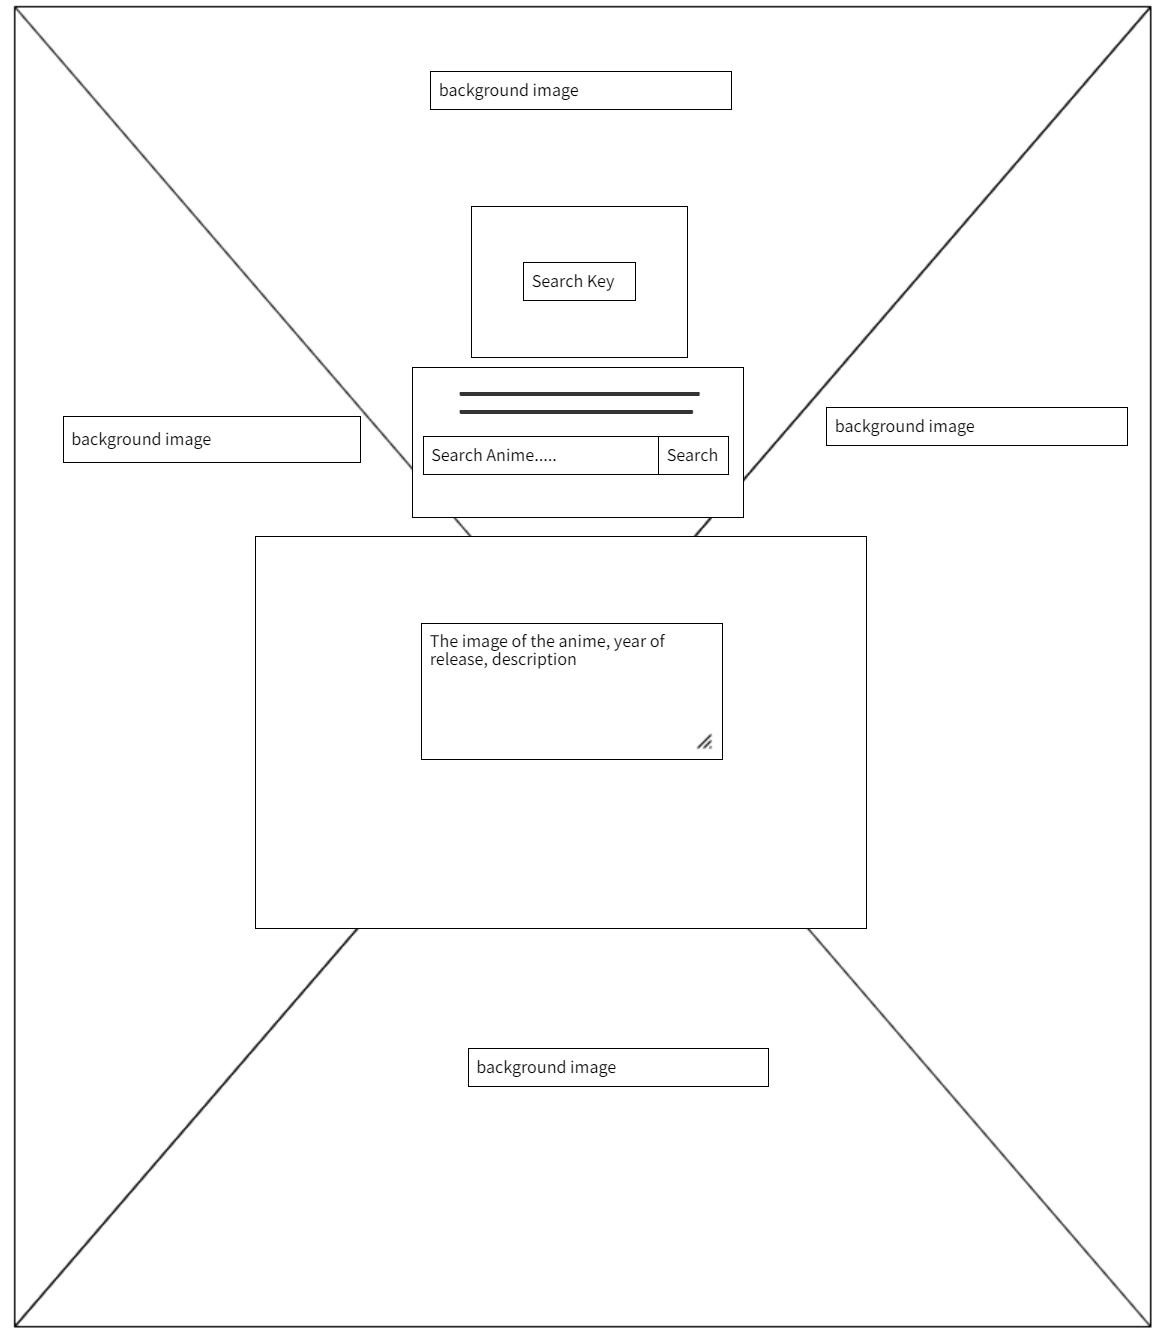 background image
Search Key
background image
background image
Search Anime.....
Search
The image of the anime, year of
release, description
background image